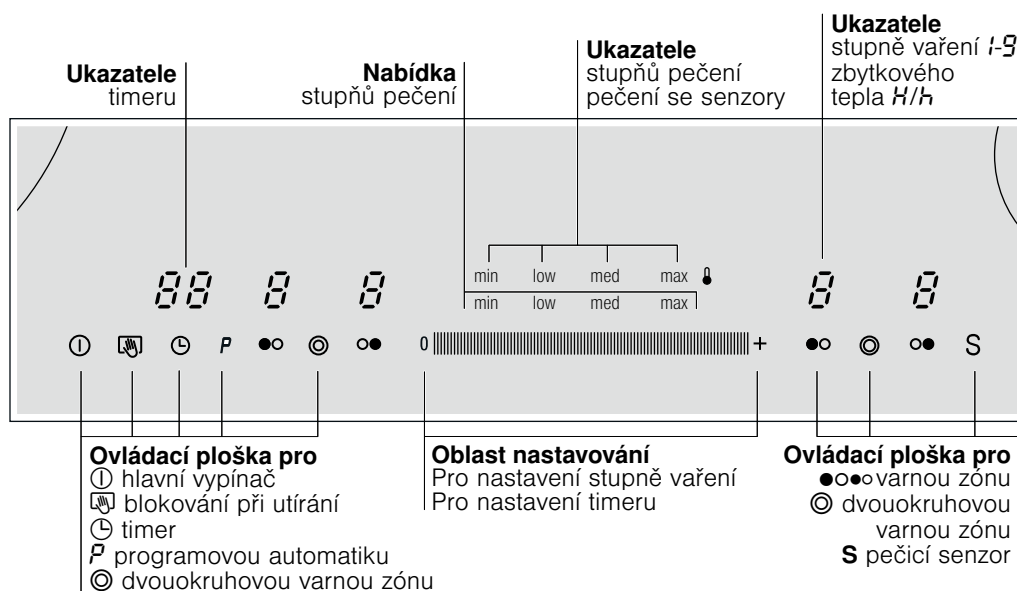 Ukazatele
timeru
Nabídka
stupňů pečení
Ukazatele
stupňů pečení
pečení se senzory
Ukazatele
stupně vaření 1-9
zbytkového
tepla H/h
88 8 8
min low med max
min low med max
8 8
P ●○ ◎ ○● 0 + ●○ ◎ ○● S
Ovládací ploška pro
hlavní vypínač
blokování při utírání
timer
P programovou automatiku
◎ dvouokruhovou varnou zónu
Oblast nastavování
Pro nastavení stupně vaření
Pro nastavení timeru
Ovládací ploška pro
●○●○ varnou zónu
◎ dvouokruhovou
varnou zónu
S pečicí senzor